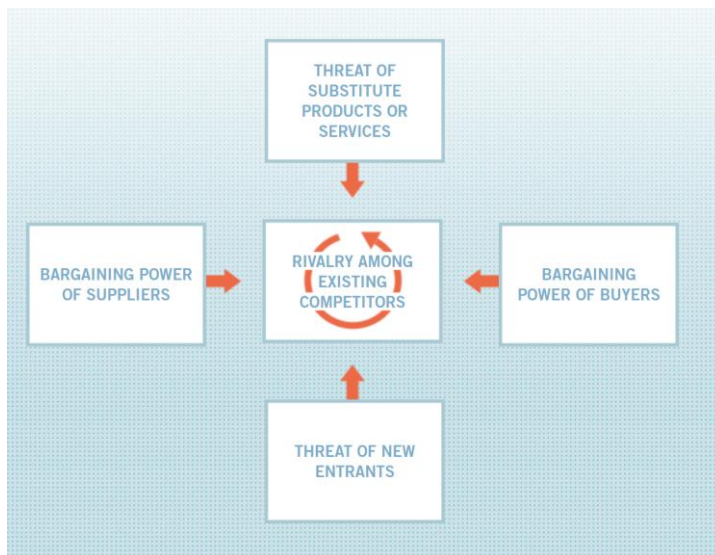 THREAT OF
SUBSTITUTE
PRODUCTS OR
SERVICES
BARGAINING POWER
OF SUPPLIERS
RIVALRY AMONG
EXISTING
COMPETITORS
BARGAINING
POWER OF BUYERS
THREAT OF NEW
ENTRANTS